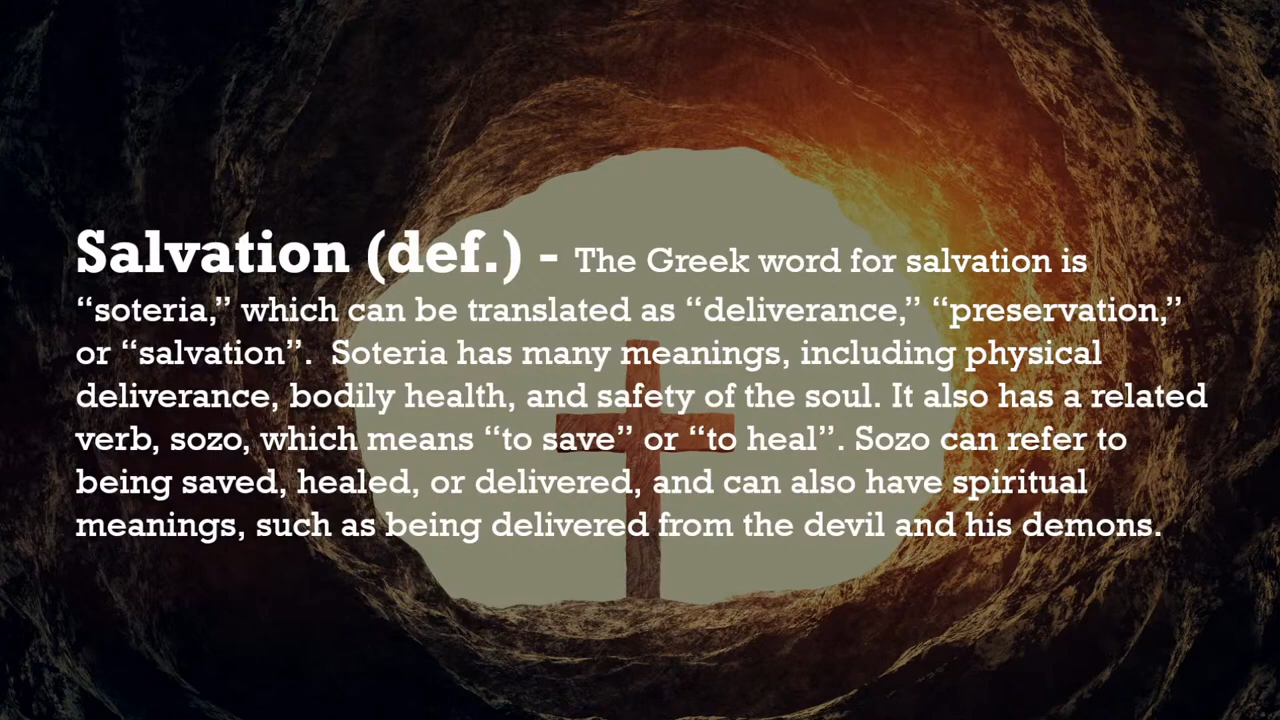 Salvation (def.) - The Greek word for salvation is
“soteria,” which can be translated as “deliverance,” “preservation,”
or “salvation”.  Soteria has many meanings, including physical
deliverance, bodily health, and safety of the soul. It also has a related
verb, sozo, which means “to save” or “to heal”. Sozo can refer to
being saved, healed, or delivered, and can also have spiritual
meanings, such as being delivered from the devil and his demons.